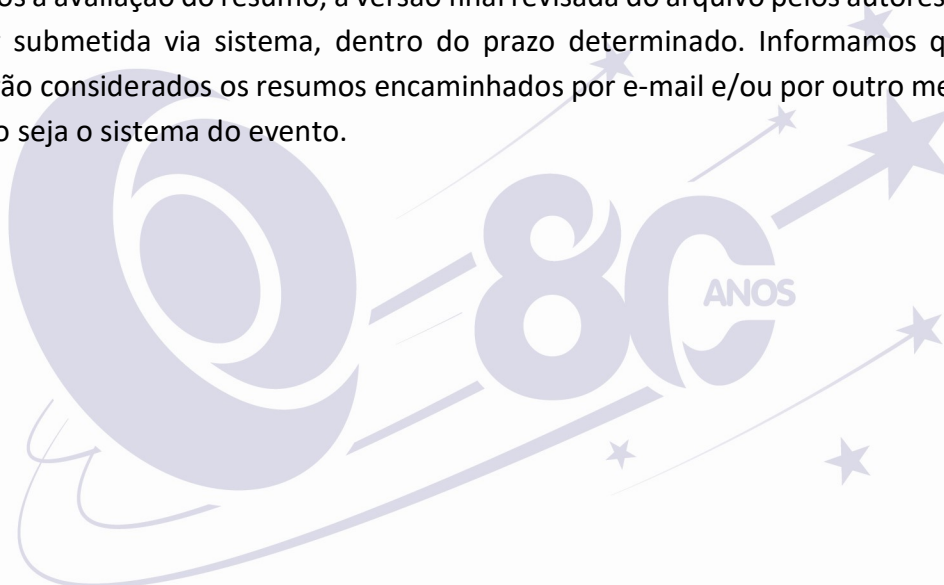 os a avaliação do resumo, a versão final revisada do arquivo pelos autores
submetida via sistema, dentro do prazo determinado. Informamos q
ão considerados os resumos encaminhados por e-mail e/ou por outro me
o seja o sistema do evento.
80
ANOS